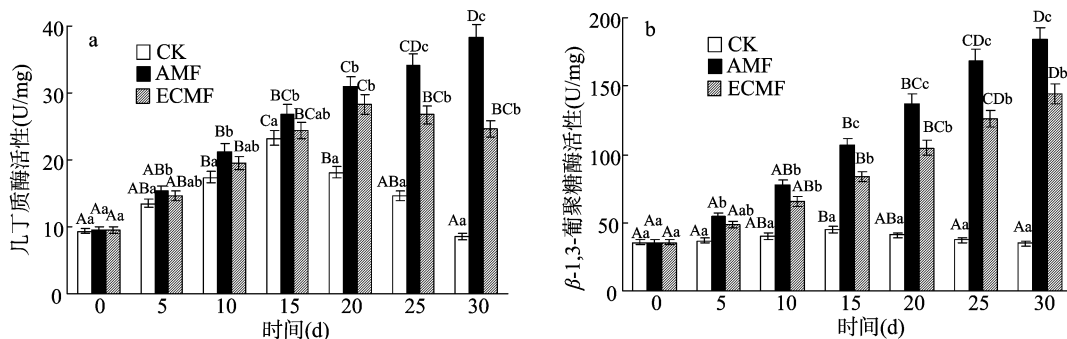 a
CK
AMF
ECMF
几丁质酶活性(U/mg)
40
30
20
10
0
Aa Aa Aa
ABa ABb ABab
Ba Bb Bab
Ca BCb BCab
Ba Cb Cb
ABa CDc BCb
Aa Dc BCb
0 5 10 15 20 25 30
时间(d)
b
CK
AMF
ECMF
β-1,3-葡聚糖酶活性(U/mg)
200
150
100
50
0
Aa Aa Aa
Aa Ab Aab
ABa ABb ABb
Ba Bc Bb
ABa BCc BCb
Aa CDc CDb
Aa Dc Db
0 5 10 15 20 25 30
时间(d)